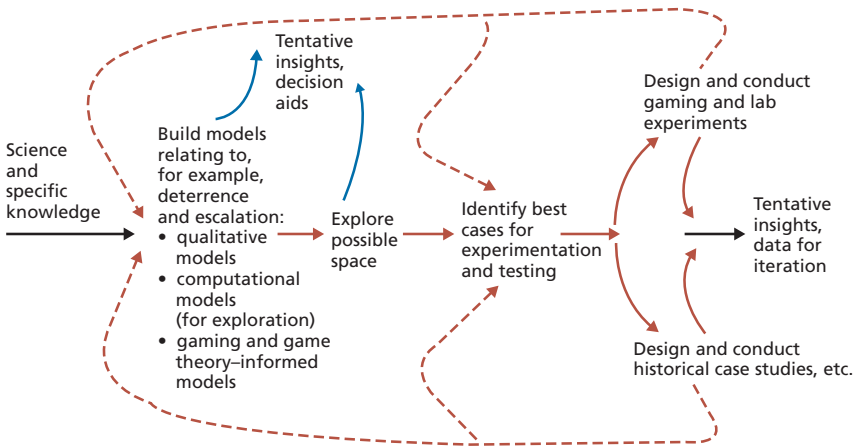 Science
and
specific
knowledge
Build models
relating to,
for example,
deterrence
and escalation:
• qualitative
models
• computational
models
(for exploration)
• gaming and game
theory–informed
models
Tentative
insights,
decision
aids
Explore
possible
space
Identify best
cases for
experimentation
and testing
Design and conduct
gaming and lab
experiments
Design and conduct
historical case studies, etc.
Tentative
insights,
data for
iteration